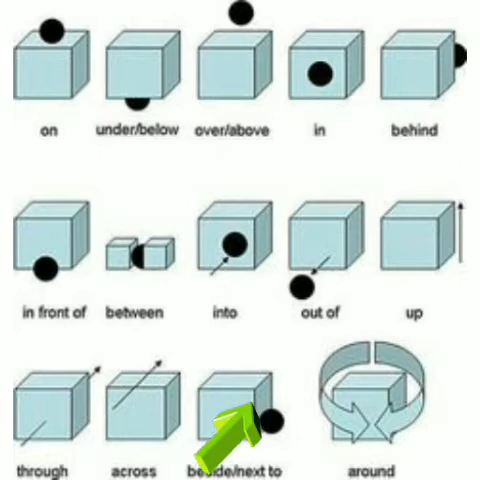 on under/below over/above in behind
in front of between into out of up
through across beside/next to around